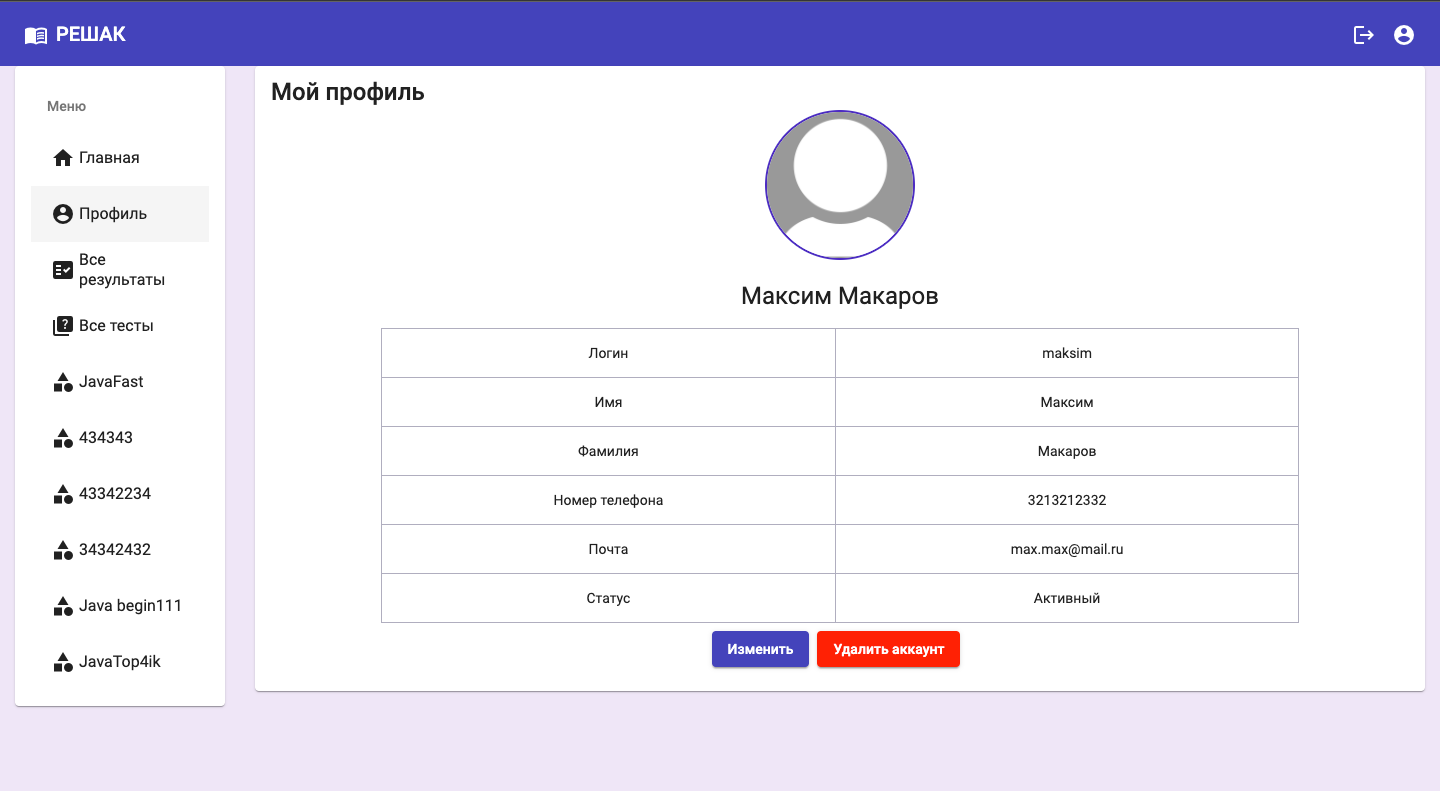 РЕШАК
Меню
Главная
Профиль
Все
результаты
Все тесты
JavaFast
434343
43342234
34342432
Java begin111
JavaTop4ik
Мой профиль
Максим Макаров
Логин maksim
Имя Максим
Фамилия Макаров
Номер телефона 3213212332
Почта max.max@mail.ru
Статус Активный
Изменить Удалить аккаунт